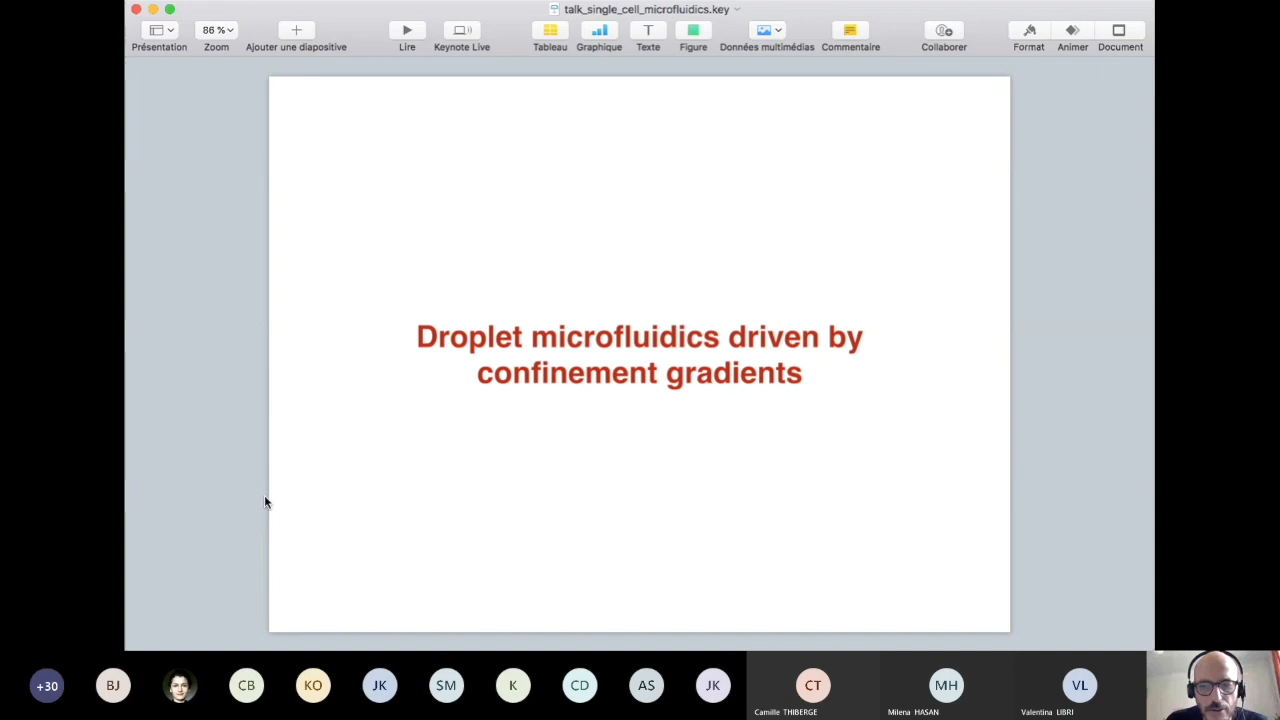 talk_single_cell_microfluidics.key
86 %
Présentation
Zoom
Ajouter une diapositive
Lire
Keynote Live
Tableau
Graphique
Texte
Figure
Données multimédias
Commentaire
Collaborer
Format
Animer
Document
Droplet microfluidics driven by
confinement gradients
+30
BJ
CB
KO
JK
SM
K
CD
AS
JK
CT
MH
VL
Camille THIBERGE
Milena HASAN
Valentina LIBRI